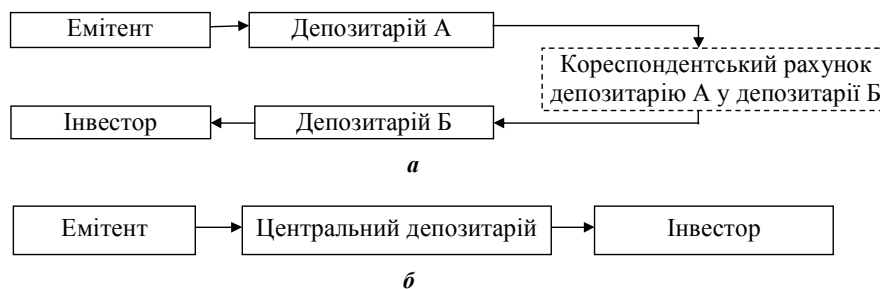 Емітент
Депозитарій А
Кореспондентський рахунок
депозитарію А у депозитарії Б
Інвестор
Депозитарій Б
а
Емітент
Центральний депозитарій
Інвестор
б